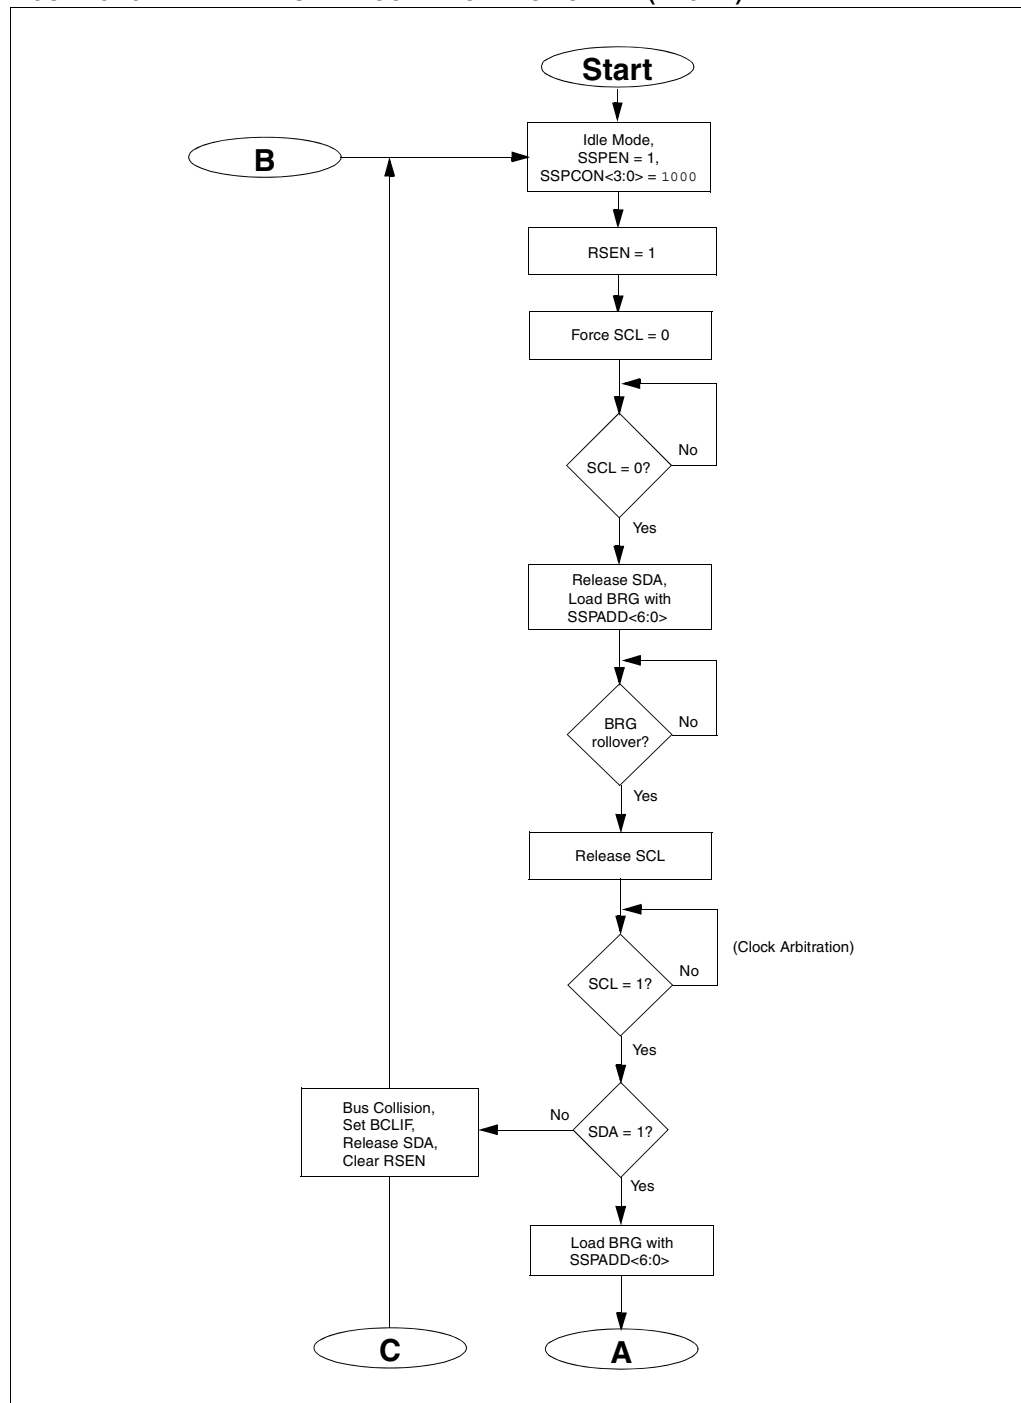 Start
Idle Mode,
SSPEN = 1,
SSPCON<3:0> = 1000
B
RSEN = 1
Force SCL = 0
SCL = 0?
No
Yes
Release SDA,
Load BRG with
SSPADD<6:0>
BRG
rollover?
No
Yes
Release SCL
(Clock Arbitration)
SCL = 1?
No
Yes
Bus Collision,
Set BCLIF,
Release SDA,
Clear RSEN
No
SDA = 1?
Yes
Load BRG with
SSPADD<6:0>
C
A